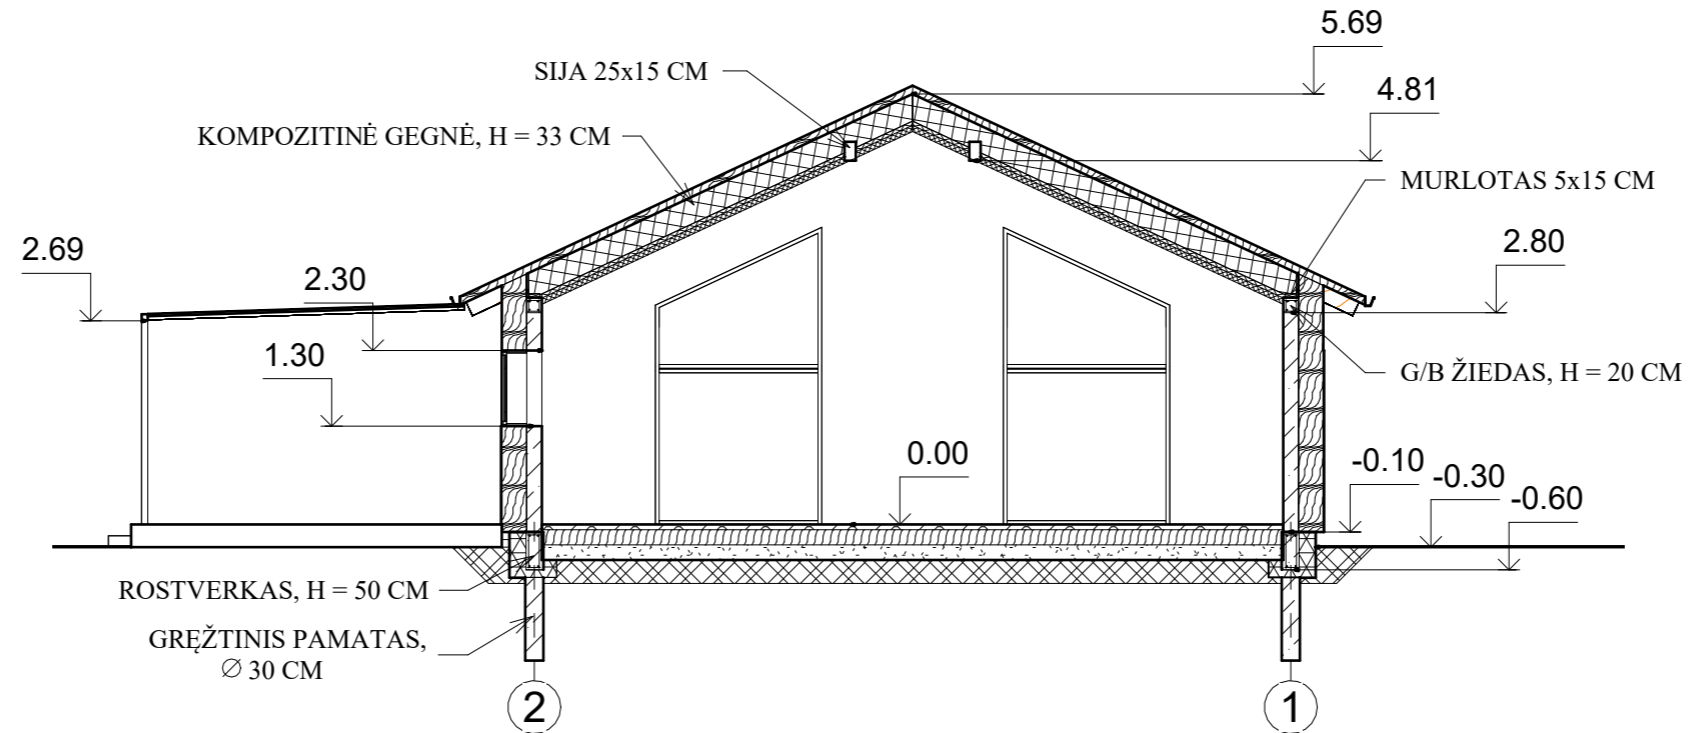 5.69
SIJA 25x15 CM
4.81
KOMPOZITINĖ GEGNĖ, H = 33 CM
MURLOTAS 5x15 CM
2.69
2.30
2.80
1.30
G/B ŽIEDAS, H = 20 CM
0.00
-0.10
-0.30
-0.60
ROSTVERKAS, H = 50 CM
GRĘŽTINIS PAMATAS,
∅ 30 CM
2
1